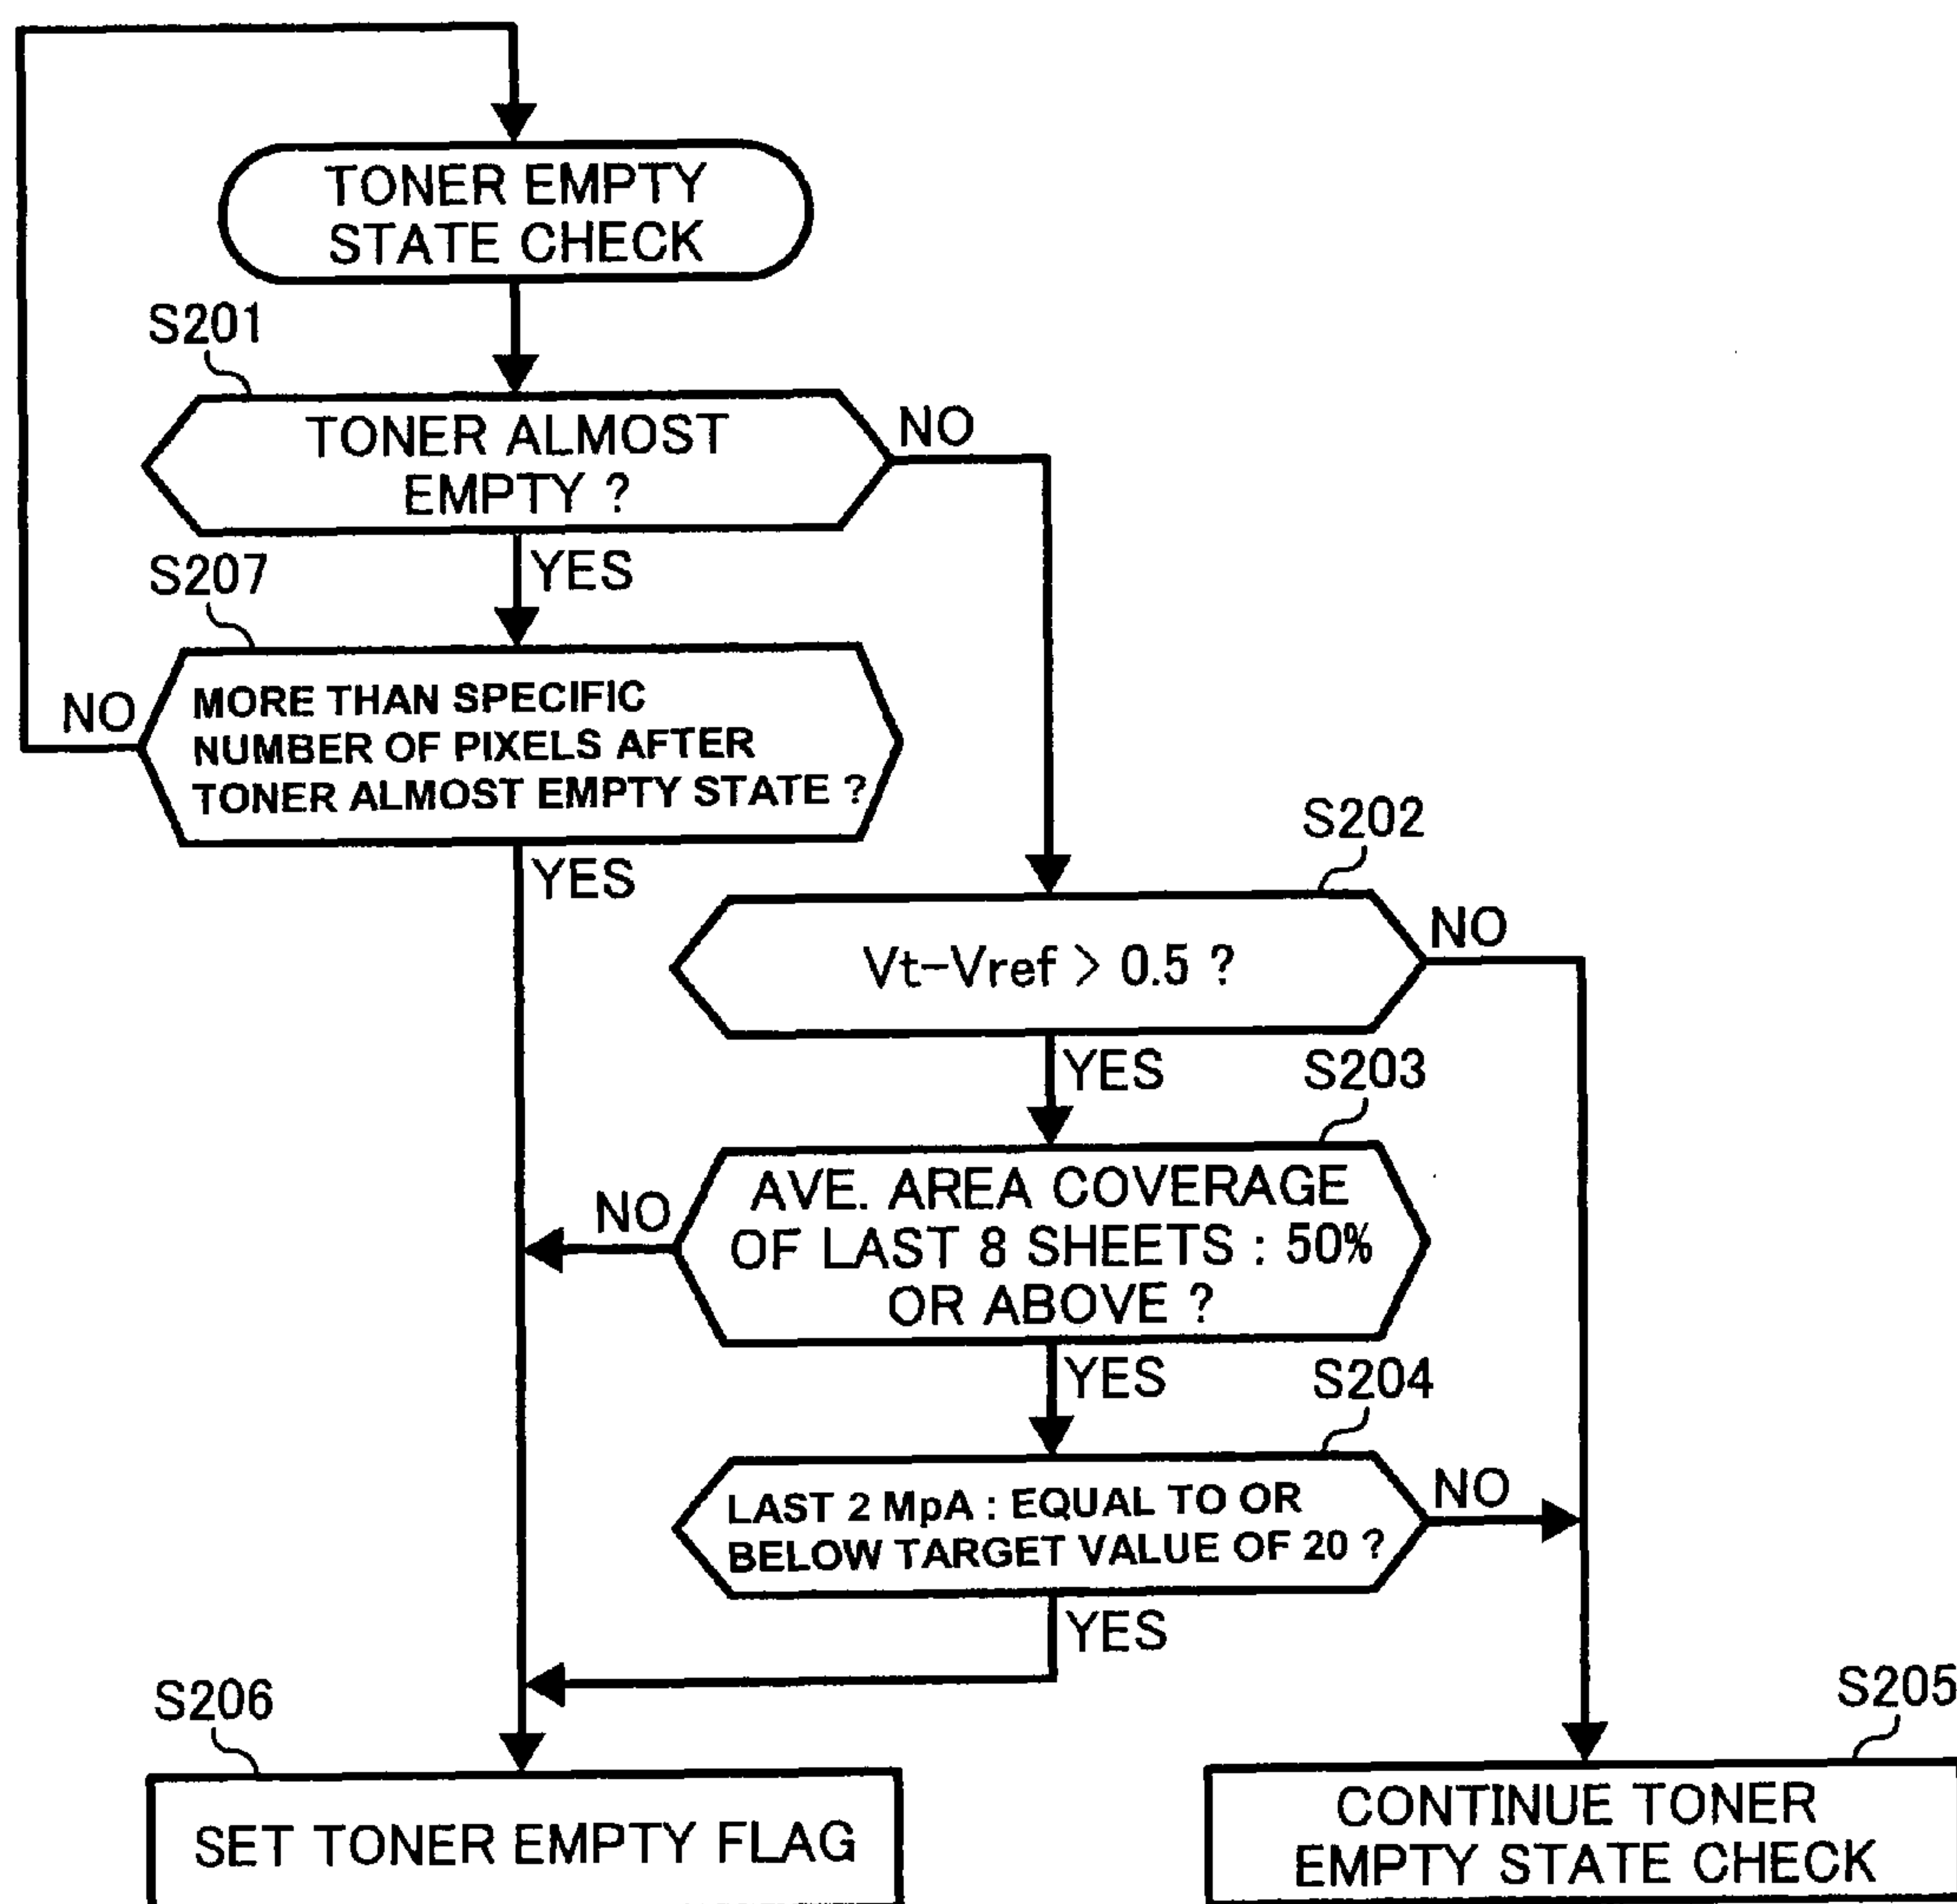 TONER EMPTY
STATE CHECK
S201
TONER ALMOST
EMPTY ?
NO
YES
S207
MORE THAN SPECIFIC
NUMBER OF PIXELS AFTER
TONER ALMOST EMPTY STATE ?
NO
YES
S202
Vt-Vref > 0.5 ?
NO
YES
S203
AVE. AREA COVERAGE
OF LAST 8 SHEETS : 50%
OR ABOVE ?
NO
YES
S204
LAST 2 MpA : EQUAL TO OR
BELOW TARGET VALUE OF 20 ?
NO
YES
S206
SET TONER EMPTY FLAG
S205
CONTINUE TONER
EMPTY STATE CHECK